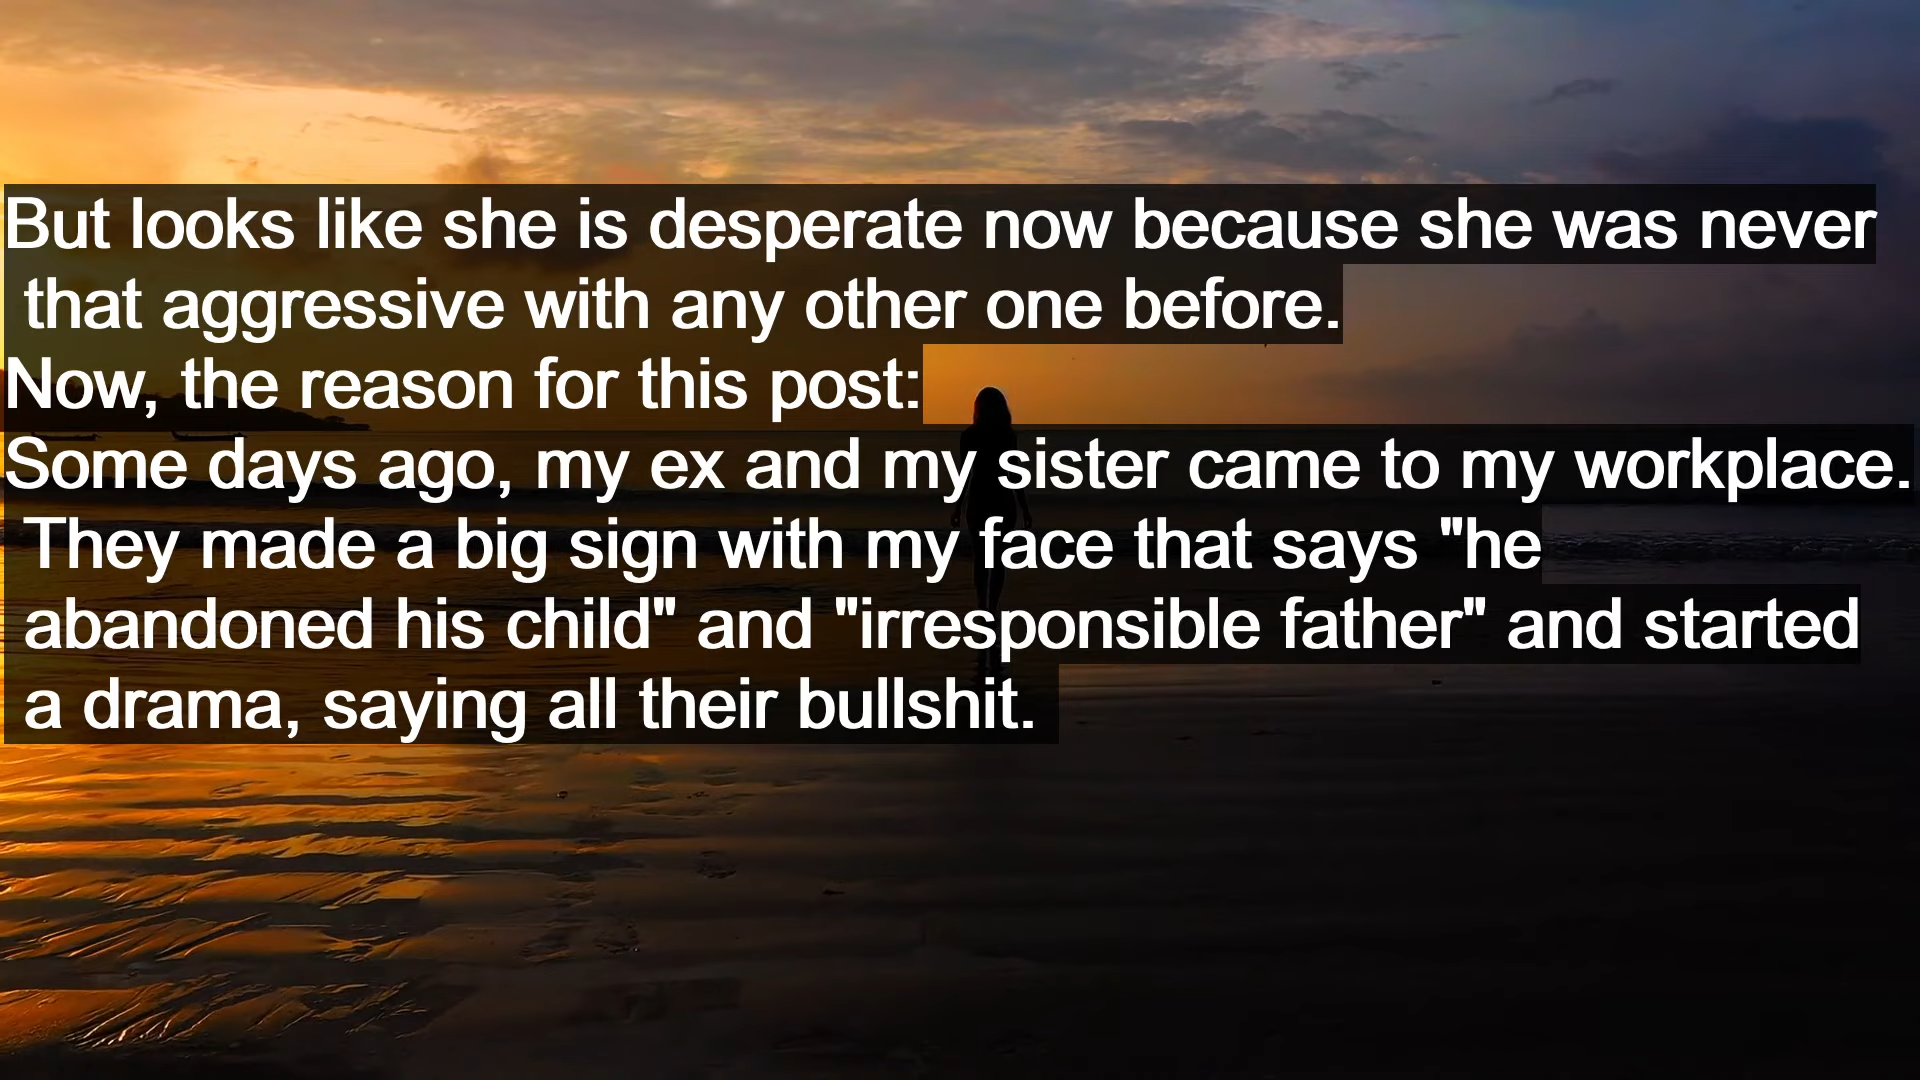 But looks like she is desperate now because she was never
that aggressive with any other one before.
Now, the reason for this post:
Some days ago, my ex and my sister came to my workplace.
They made a big sign with my face that says "he
abandoned his child" and "irresponsible father" and started
a drama, saying all their bullshit.